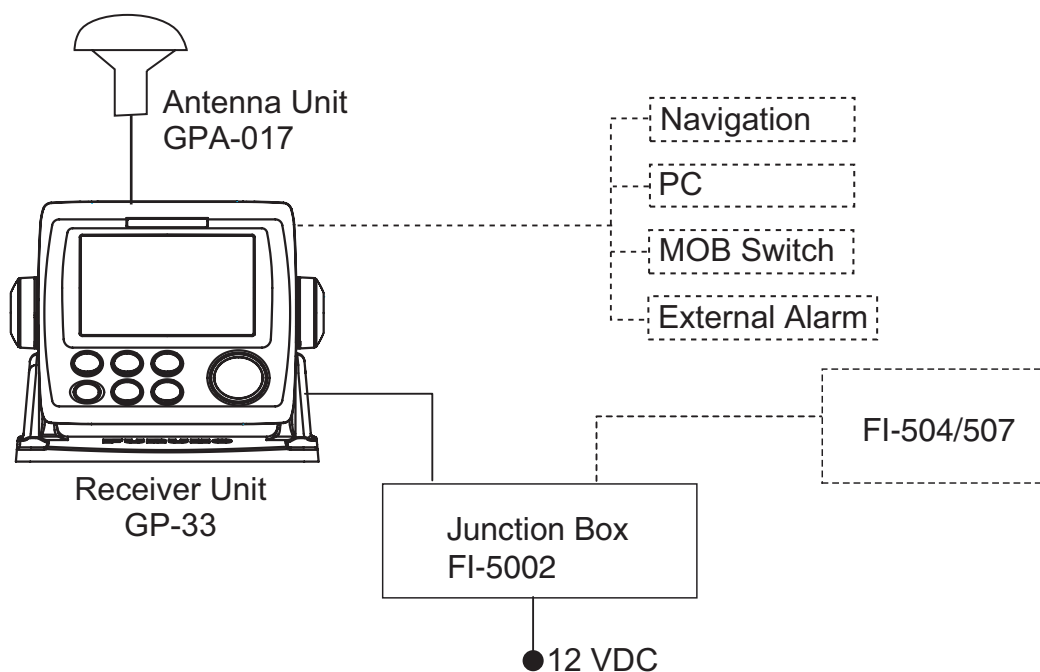 Antenna Unit
GPA-017
Navigation
PC
MOB Switch
External Alarm
FI-504/507
Receiver Unit
GP-33
Junction Box
FI-5002
12 VDC